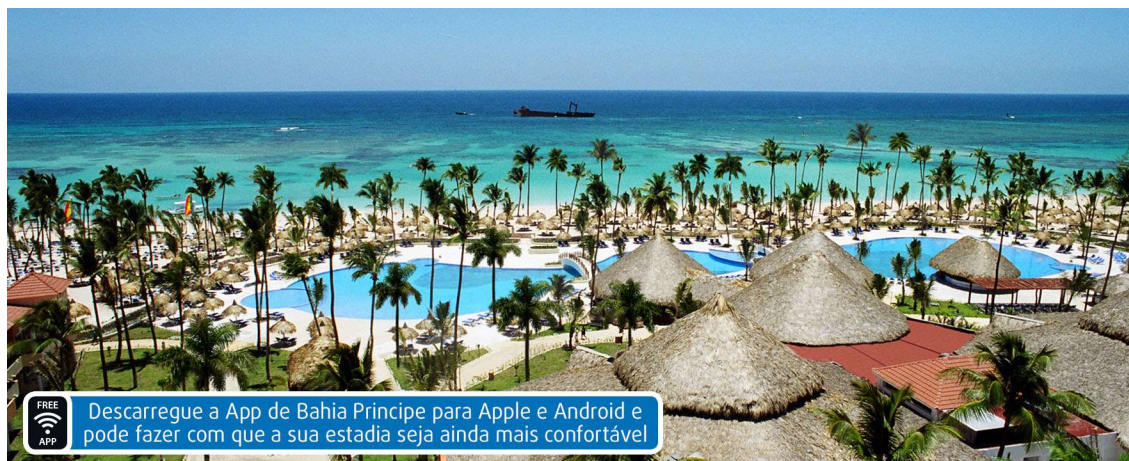 FREE
APP
Descarregue a App de Bahia Principe para Apple e Android e
pode fazer com que a sua estadia seja ainda mais confortável